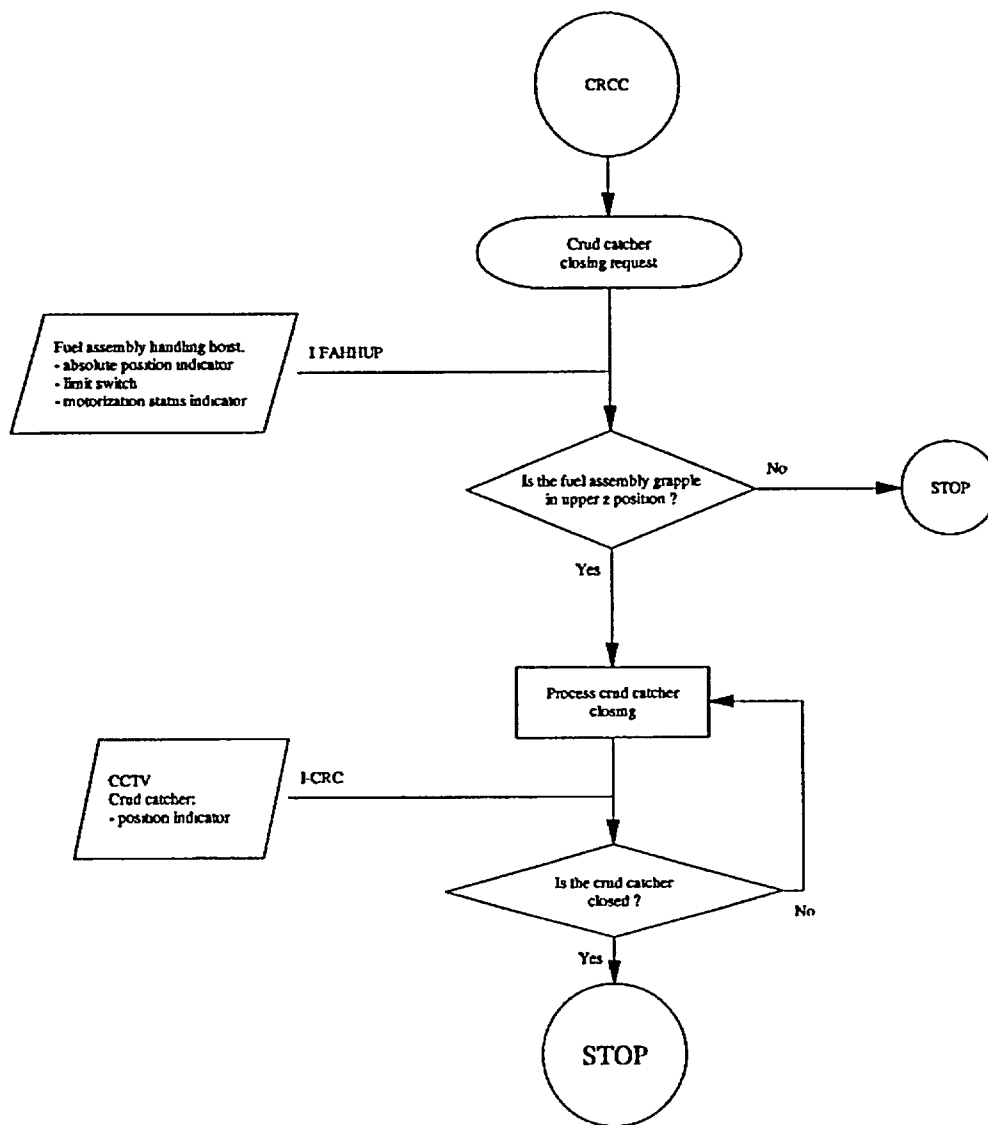 CRCC
Crud catcher
closing request
Fuel assembly handling hoist.
- absolute position indicator
- limit switch
- motorization status indicator
I FAHHUP
Is the fuel assembly grapple
in upper z position ?
No
STOP
Yes
Process crud catcher
closing
CCTV
Crud catcher:
- position indicator
I-CRC
Is the crud catcher
closed ?
No
Yes
STOP